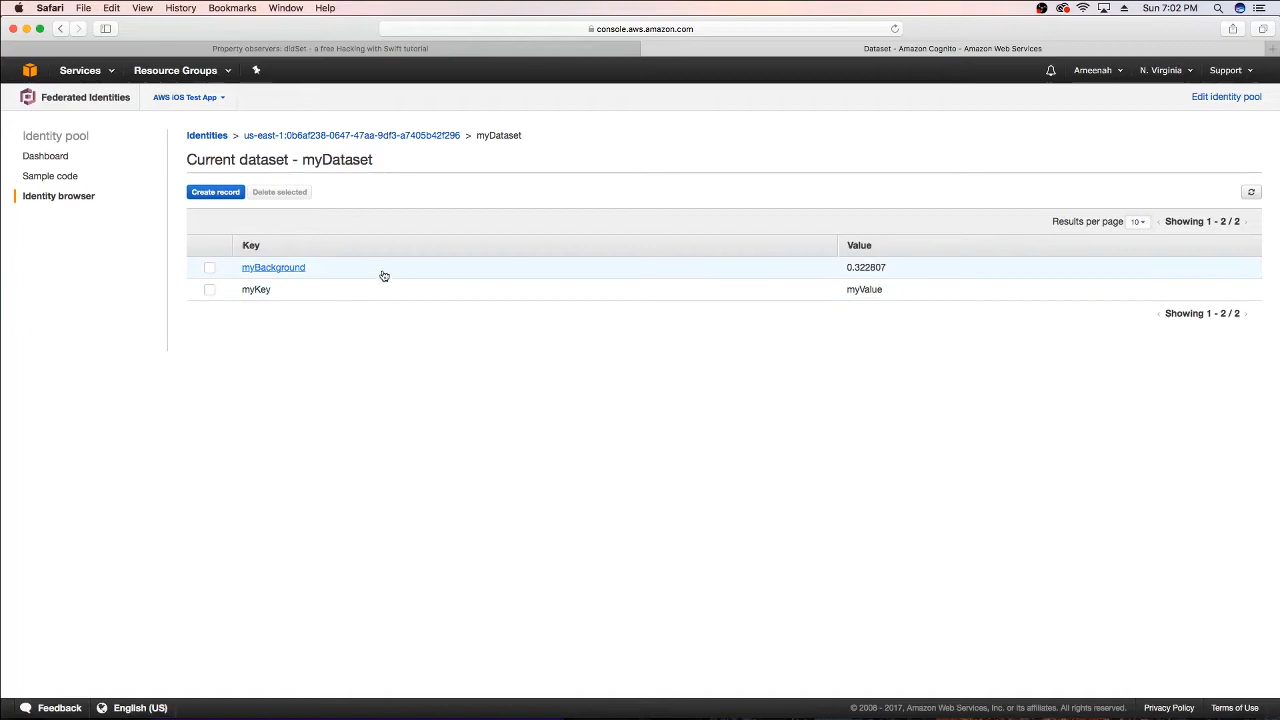 Safari File Edit View History Bookmarks Window Help Sun 7:02 PM
console.aws.amazon.com
Property observers: didSet - a free Hacking with Swift tutorial Dataset - Amazon Cognito - Amazon Web Services
Services Resource Groups Ameenah N. Virginia Support
Federated Identities AWS iOS Test App Edit identity pool
Identity pool
Dashboard
Sample code
Identity browser
Identities > us-east-1:0b6af238-0647-47aa-9df3-a7405b42f296 > myDataset
Current dataset - myDataset
Create record Delete selected
Results per page 10 Showing 1 - 2 / 2
Key Value
myBackground 0.322807
myKey myValue
Showing 1 - 2 / 2
Feedback English (US) © 2008 - 2017, Amazon Web Services, Inc. or its affiliates. All rights reserved. Privacy Policy Terms of Use